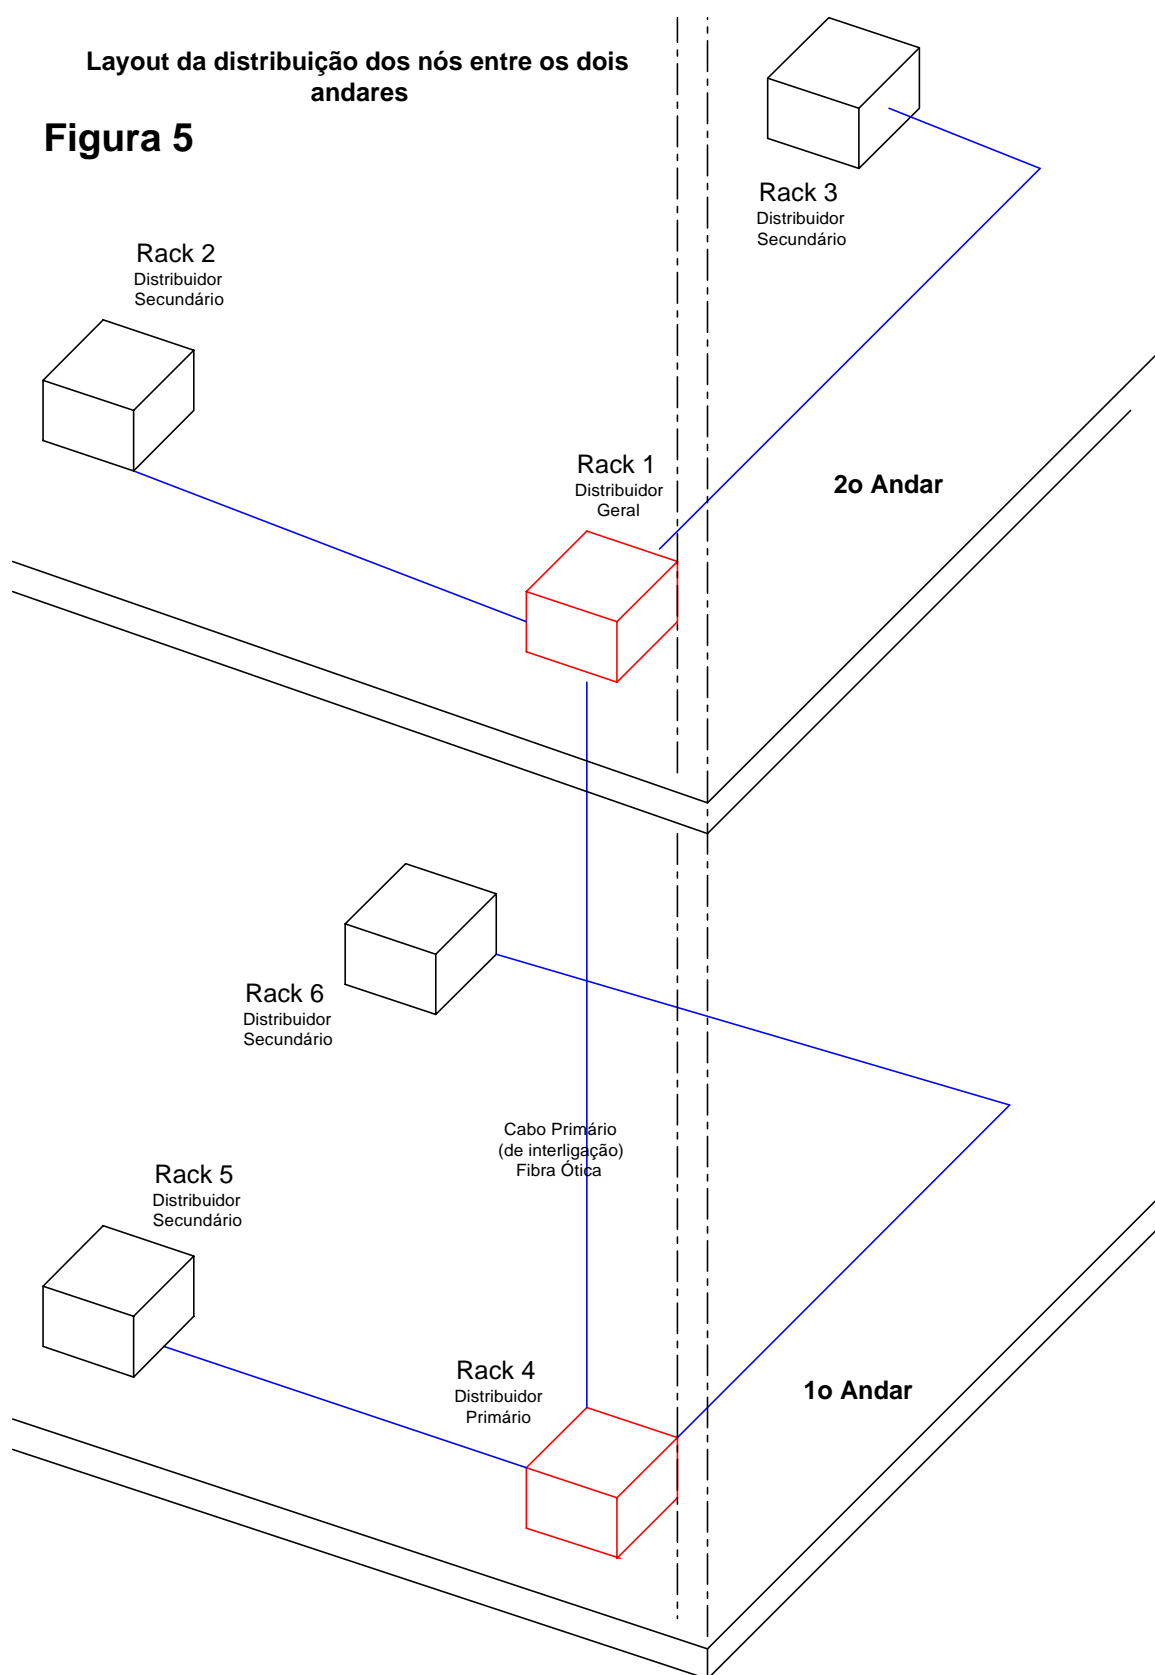 Layout da distribuição dos nós entre os dois
andares
Figura 5
Rack 3
Distribuidor
Secundário
Rack 2
Distribuidor
Secundário
Rack 1
Distribuidor
Geral
2o Andar
Rack 6
Distribuidor
Secundário
Cabo Primário
(de interligação)
Fibra Ótica
Rack 5
Distribuidor
Secundário
Rack 4
Distribuidor
Primário
1o Andar